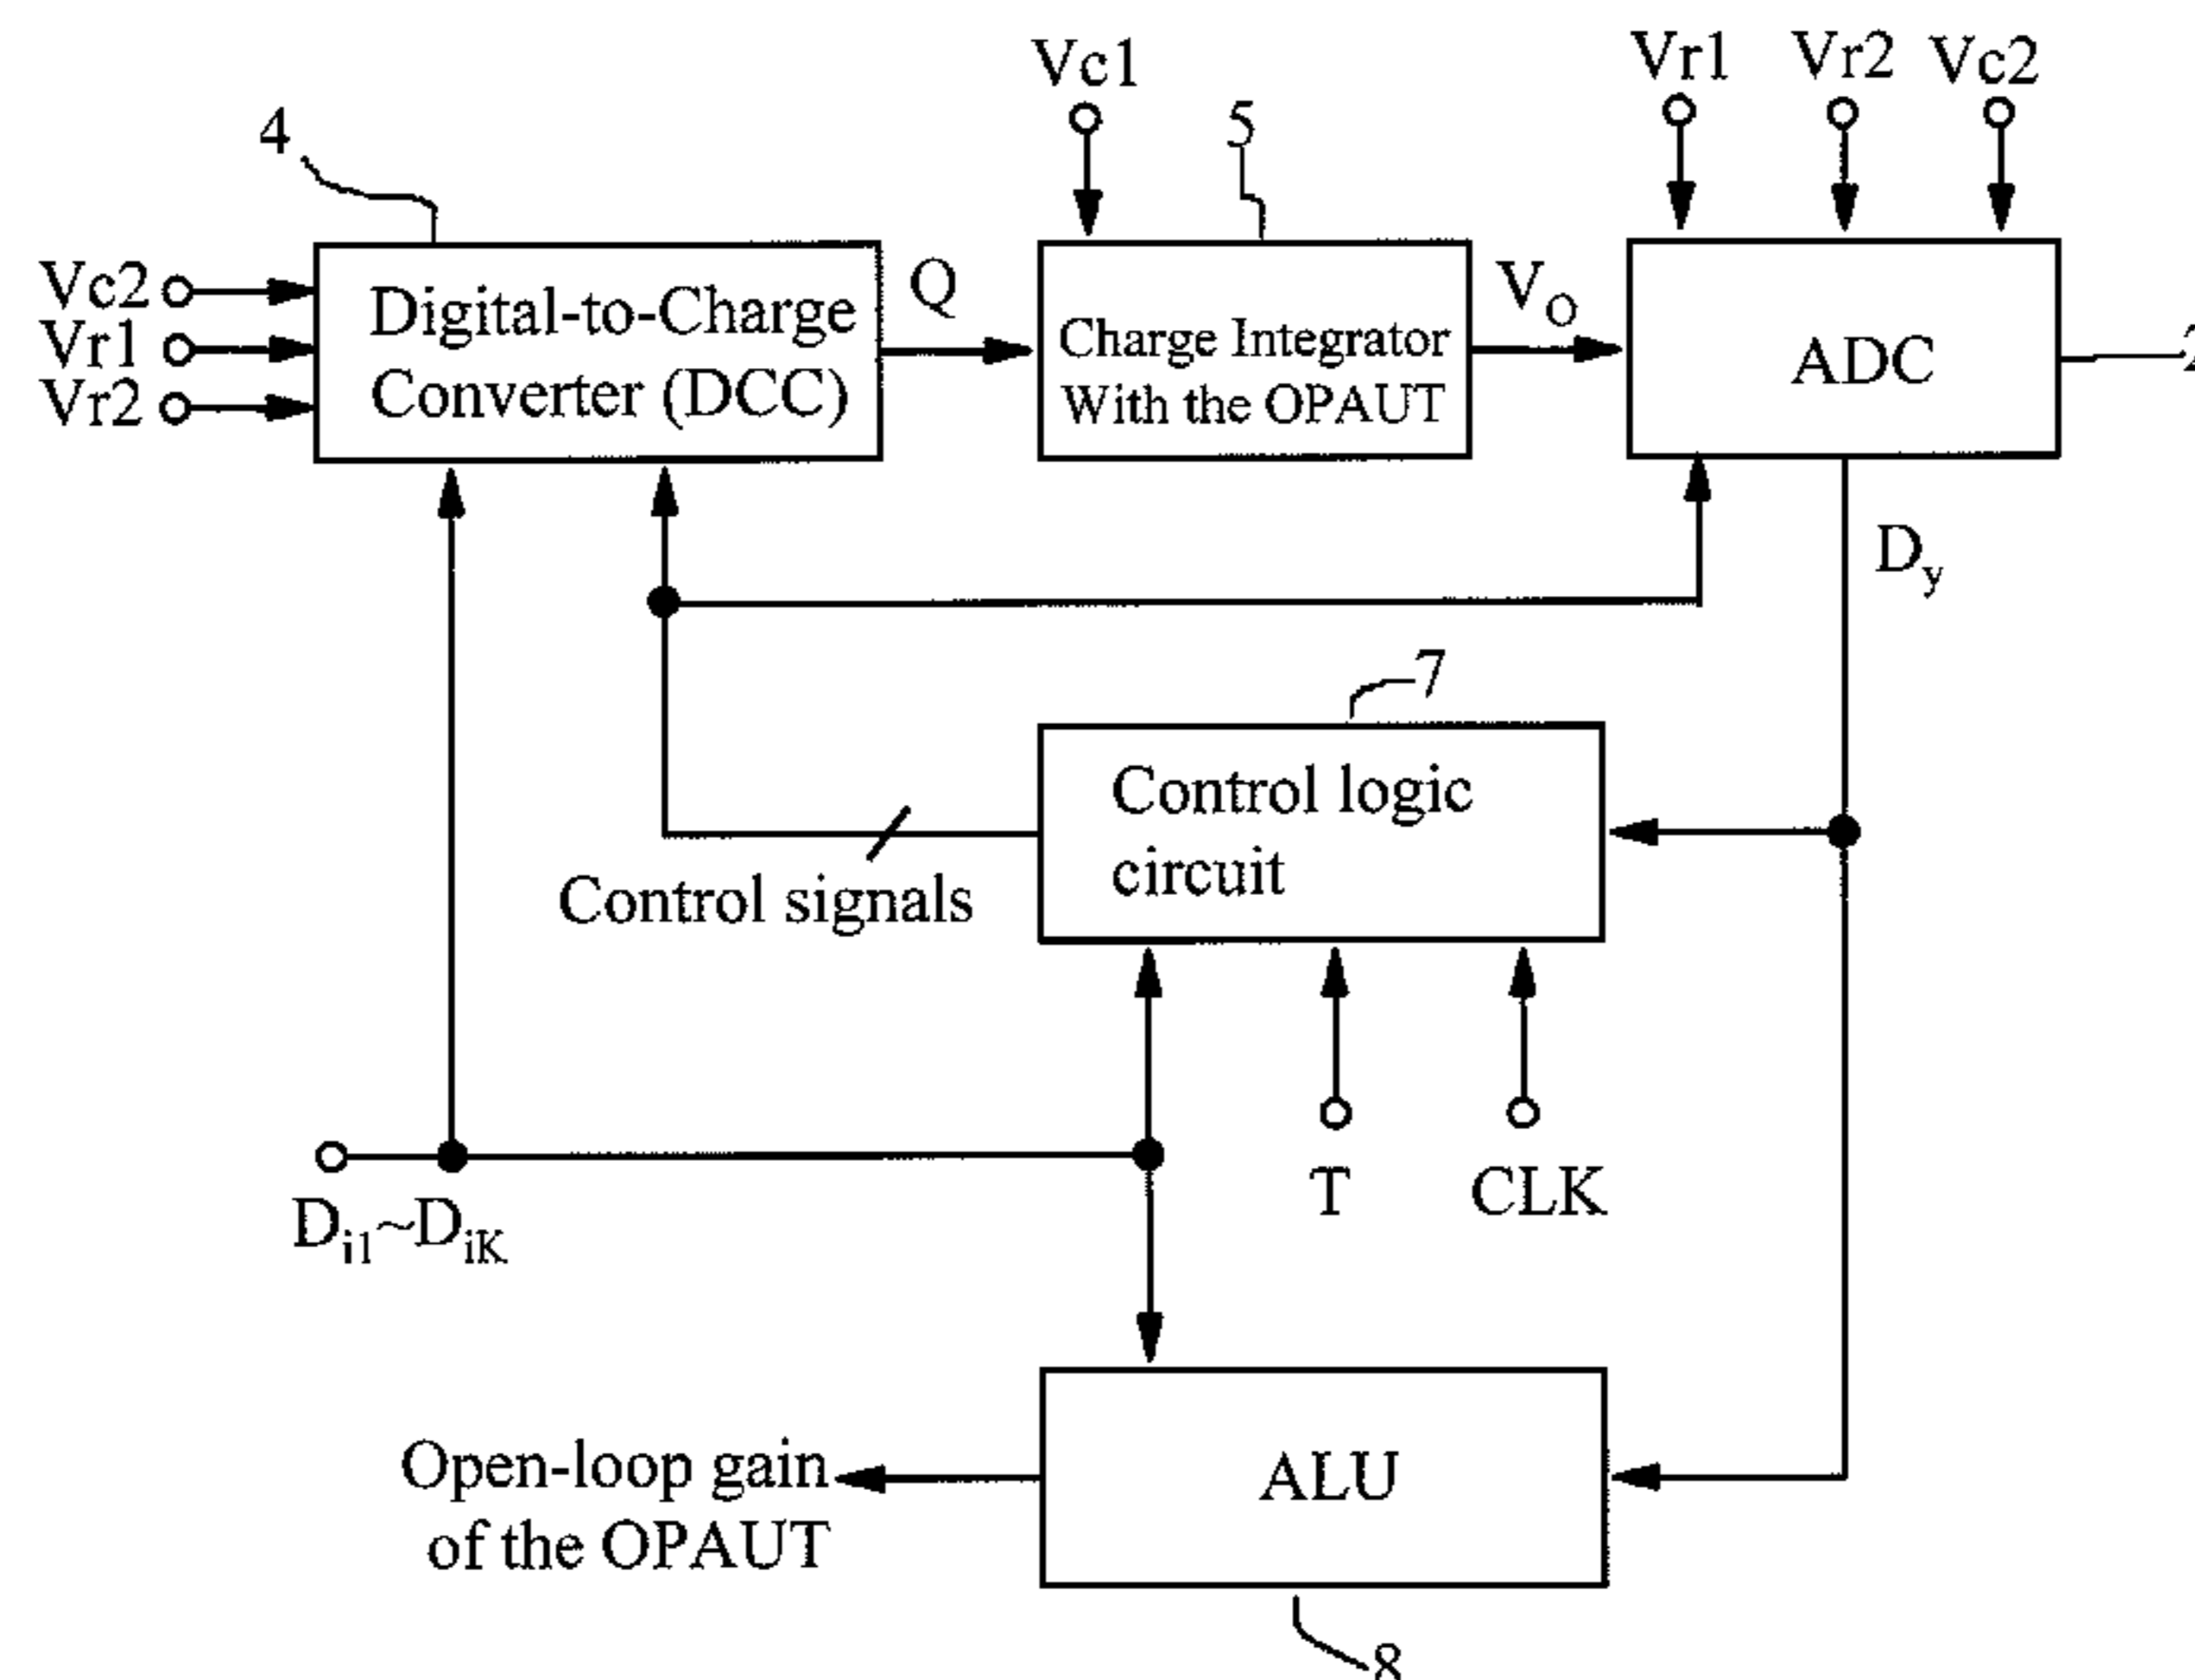 Vc1
Vr1 Vr2 Vc2
4
5
Vc2
Vr1
Vr2
Digital-to-Charge
Converter (DCC)
Q
Charge Integrator
With the OPAUT
VO
ADC
2
Dy
7
Control logic
circuit
Control signals
T
CLK
Di1~DiK
Open-loop gain
of the OPAUT
ALU
8